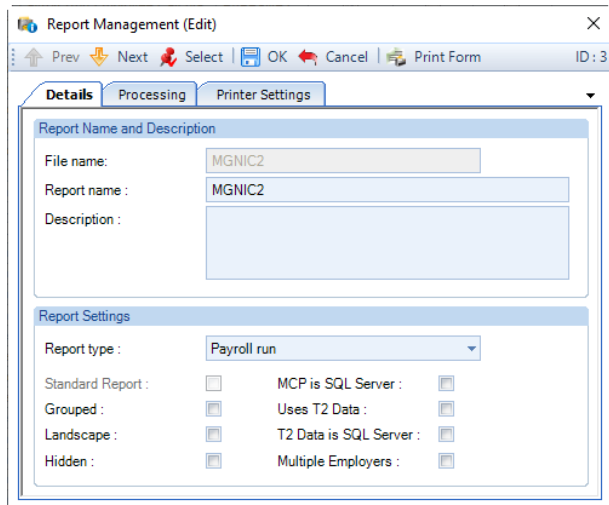 Report Management (Edit)
Prev Next Select OK Cancel Print Form ID : 3
Details Processing Printer Settings
Report Name and Description
File name: MGNIC2
Report name : MGNIC2
Description :
Report Settings
Report type : Payroll run
Standard Report : MCP is SQL Server :
Grouped : Uses T2 Data :
Landscape : T2 Data is SQL Server :
Hidden : Multiple Employers :